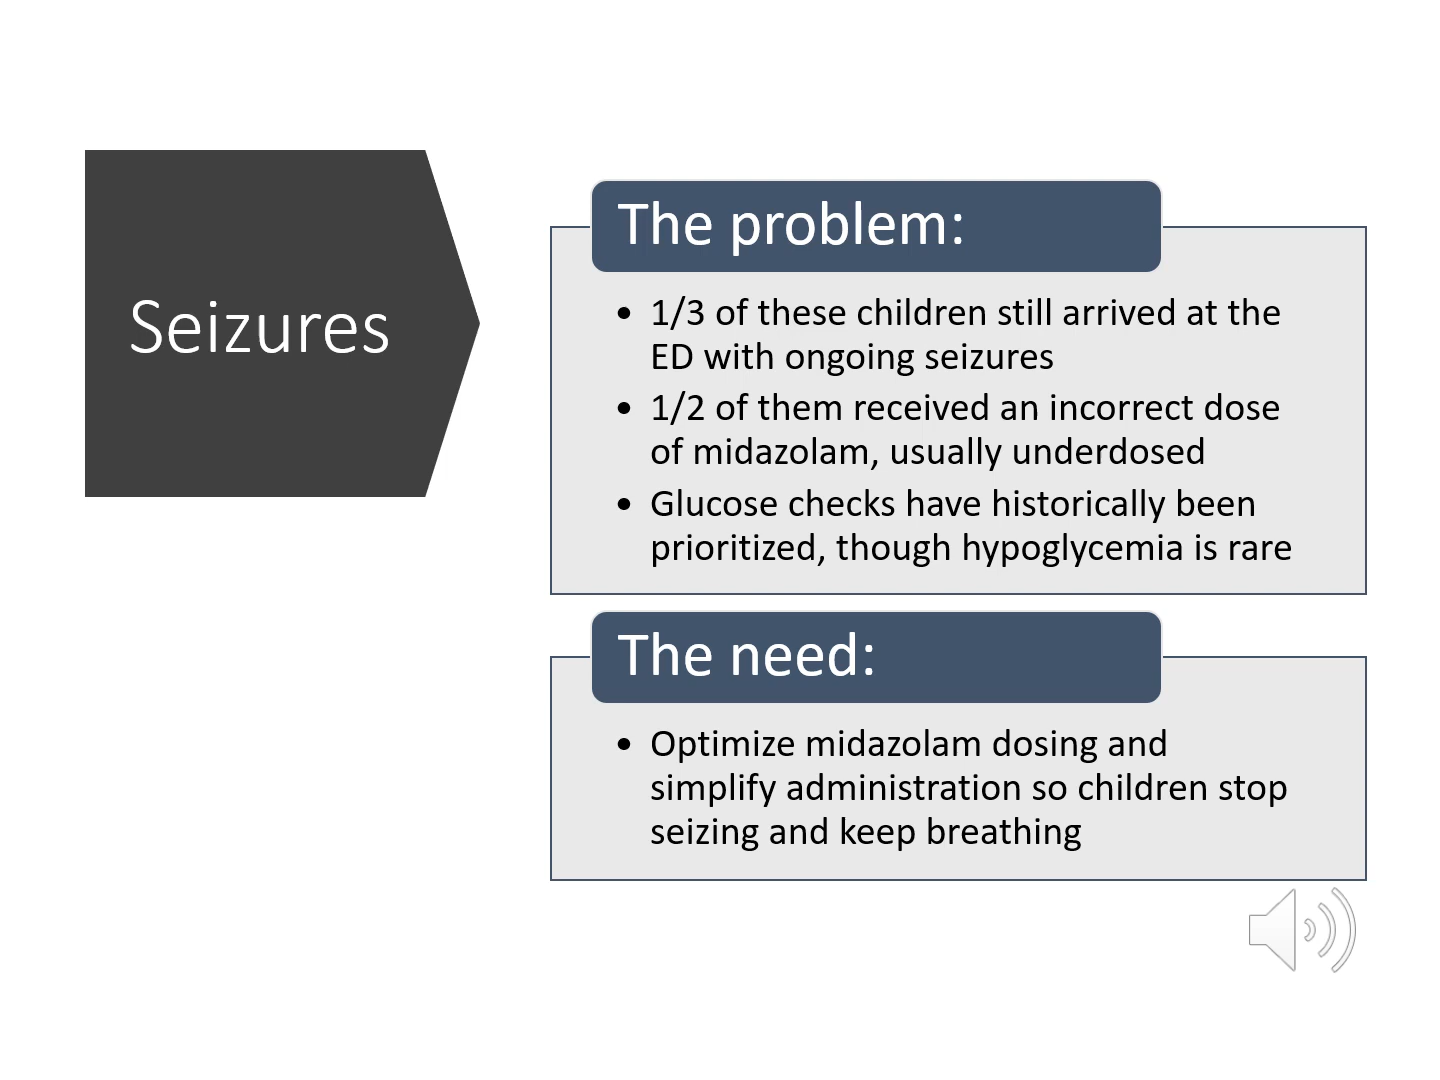 Seizures
The problem:
• 1/3 of these children still arrived at the
ED with ongoing seizures
• 1/2 of them received an incorrect dose
of midazolam, usually underdosed
• Glucose checks have historically been
prioritized, though hypoglycemia is rare
The need:
• Optimize midazolam dosing and
simplify administration so children stop
seizing and keep breathing